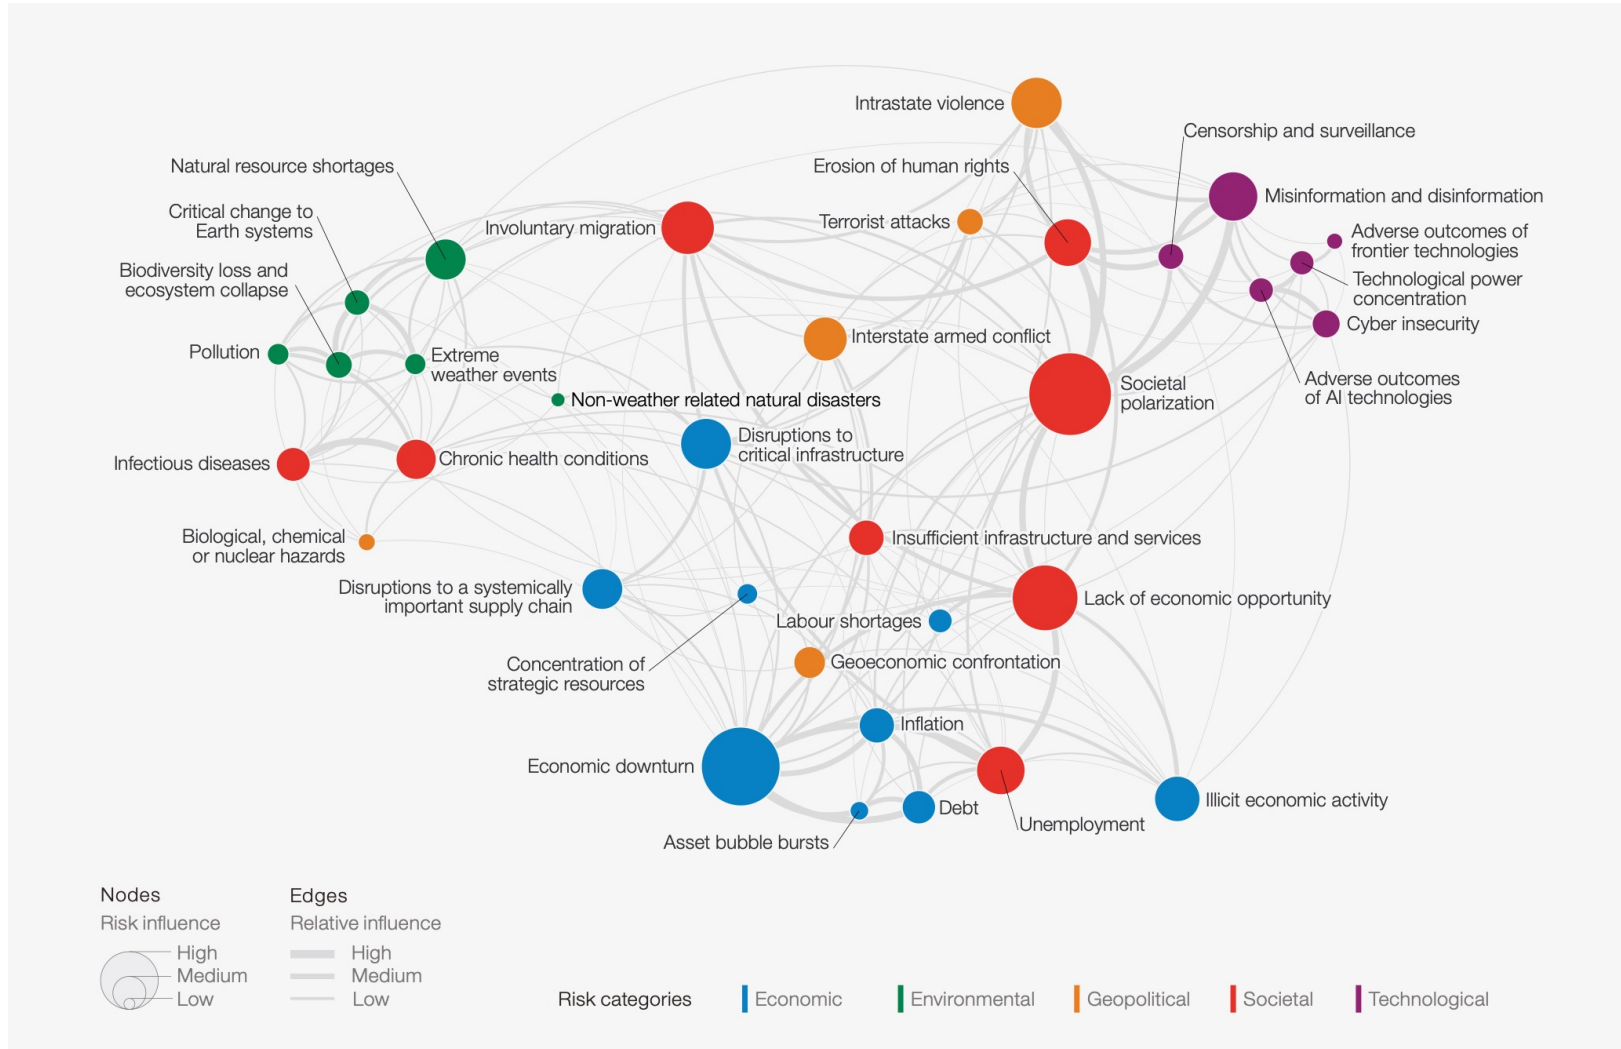 Intrastate violence
Censorship and surveillance
Natural resource shortages
Erosion of human rights
Misinformation and disinformation
Critical change to
Earth systems
Involuntary migration
Terrorist attacks
Adverse outcomes of
frontier technologies
Biodiversity loss and
ecosystem collapse
Technological power
concentration
Cyber insecurity
Interstate armed conflict
Pollution
Extreme
weather events
Adverse outcomes
of AI technologies
Societal
polarization
Non-weather related natural disasters
Disruptions to
critical infrastructure
Infectious diseases
Chronic health conditions
Biological, chemical
or nuclear hazards
Insufficient infrastructure and services
Disruptions to a systemically
important supply chain
Lack of economic opportunity
Labour shortages
Concentration of
strategic resources
Geoeconomic confrontation
Inflation
Economic downturn
Illicit economic activity
Debt
Unemployment
Asset bubble bursts
Nodes
Risk influence
High
Medium
Low
Edges
Relative influence
High
Medium
Low
Risk categories
Economic
Environmental
Geopolitical
Societal
Technological